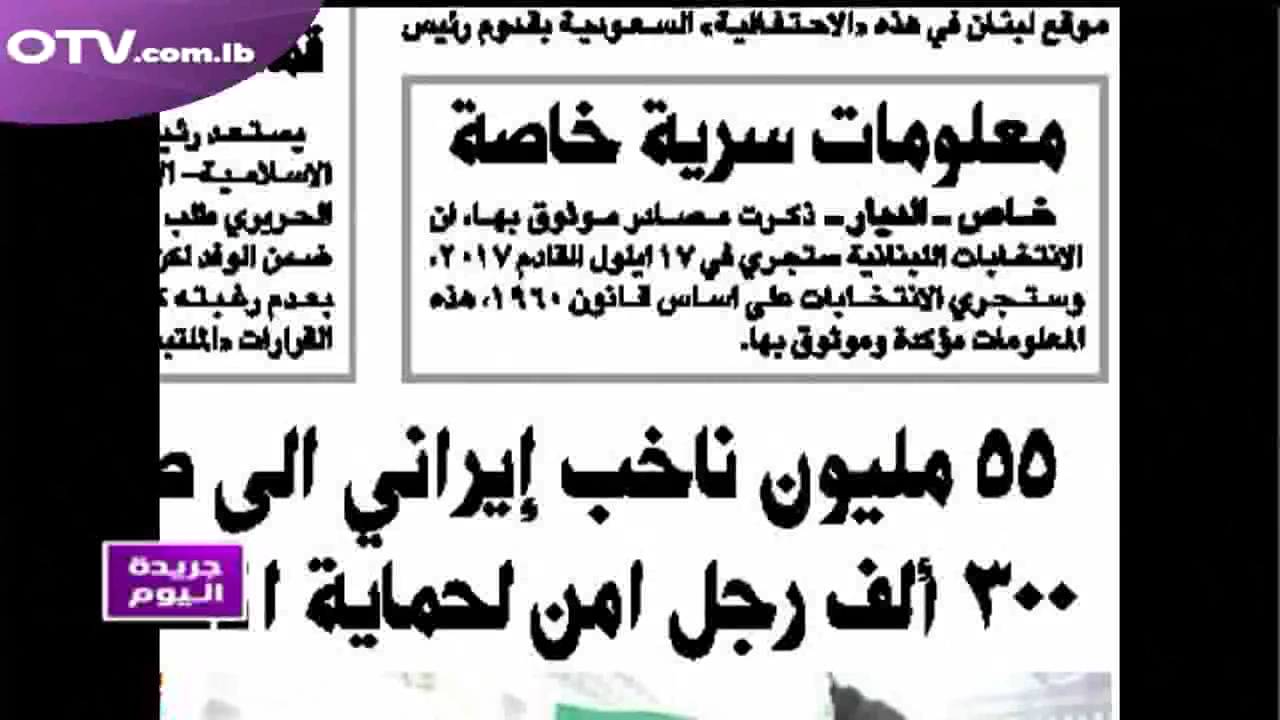 OTV.com.lb
موقع لبنان في هذه «الاحتفالية» السعودية بقدوم رئيس
معلومات سرية خاصة
خاص - الديار - ذكرت مصادر موثوق بها، ان
الانتخابات اللبنانية ستجري في ١٧ ايلول القادم ٢٠١٧،
وستجري الانتخابات على اساس قانون ١٩٦٠، هذه
المعلومات مؤكدة وموثوق بها.
يستعد
الاسلامية-
الحريري طلب
ضمن الوفد لكن
بعدم رغبته
القرارات
٥٥ مليون ناخب إيراني الى
٣٠٠ ألف رجل امن لحماية
جريدة
اليوم